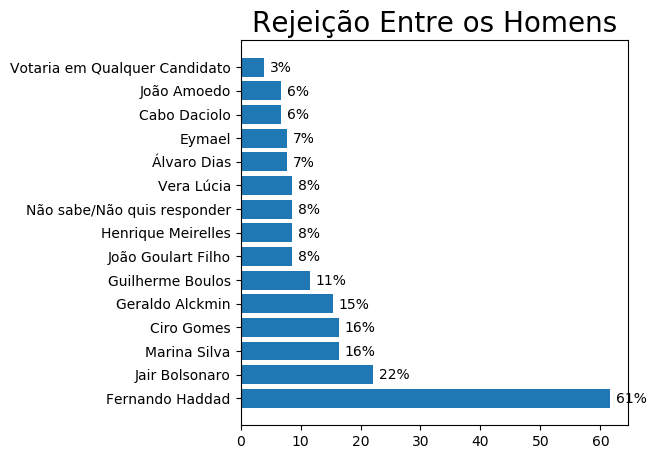 Rejeição Entre os Homens
Votaria em Qualquer Candidato 3%
João Amoedo 6%
Cabo Daciolo 6%
Eymael 7%
Álvaro Dias 7%
Vera Lúcia 8%
Não sabe/Não quis responder 8%
Henrique Meirelles 8%
João Goulart Filho 8%
Guilherme Boulos 11%
Geraldo Alckmin 15%
Ciro Gomes 16%
Marina Silva 16%
Jair Bolsonaro 22%
Fernando Haddad 61%
0 10 20 30 40 50 60